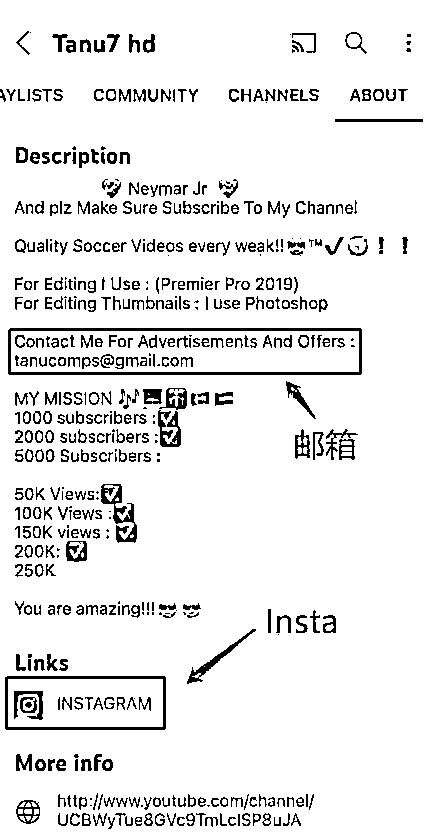 Tanu7 hd
AYLISTS COMMUNITY CHANNELS ABOUT
Description
Neymar Jr
And plz Make Sure Subscribe To My Channel
Quality Soccer Videos every weak!!😎™✔ ❗ ❗
For Editing I Use : (Premier Pro 2019)
For Editing Thumbnails : I use Photoshop
Contact Me For Advertisements And Offers :
tanucomps@gmail.com
邮箱
MY MISSION
1000 subscribers :☑
2000 subscribers :☑
5000 Subscribers :
50K Views:☑
100K Views :☑
150K views : ☑
200K: ☑
250K
You are amazing!!!😎 😎
Insta
Links
INSTAGRAM
More info
http://www.youtube.com/channel/
UCBWyTue8GVc9TmLcISP8uJA